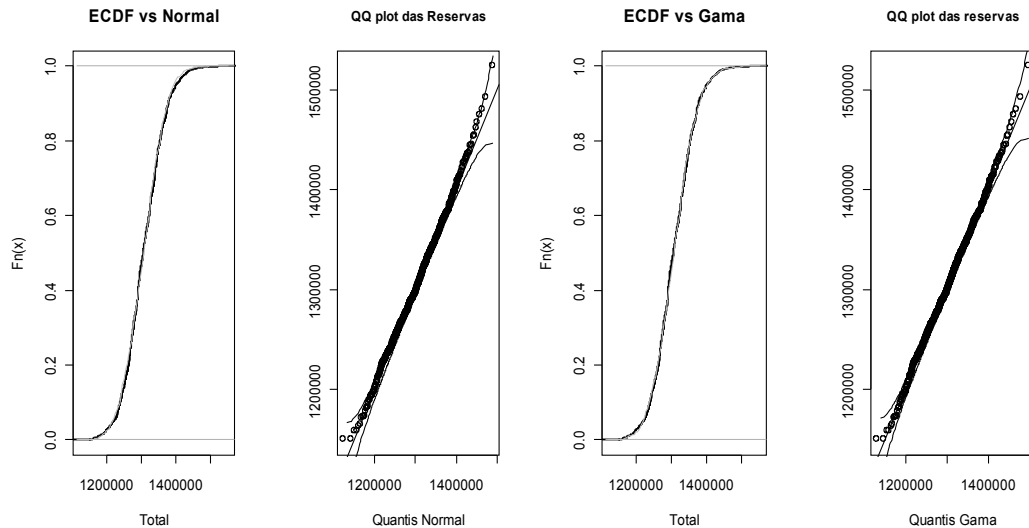 ECDF vs Normal
Fn(x)
1.0
0.8
0.6
0.4
0.2
0.0
1200000 1400000
Total
QQ plot das Reservas
1500000
1400000
1300000
1200000
1200000 1400000
Quantis Normal
ECDF vs Gama
Fn(x)
1.0
0.8
0.6
0.4
0.2
0.0
1200000 1400000
Total
QQ plot das reservas
1500000
1400000
1300000
1200000
1200000 1400000
Quantis Gama